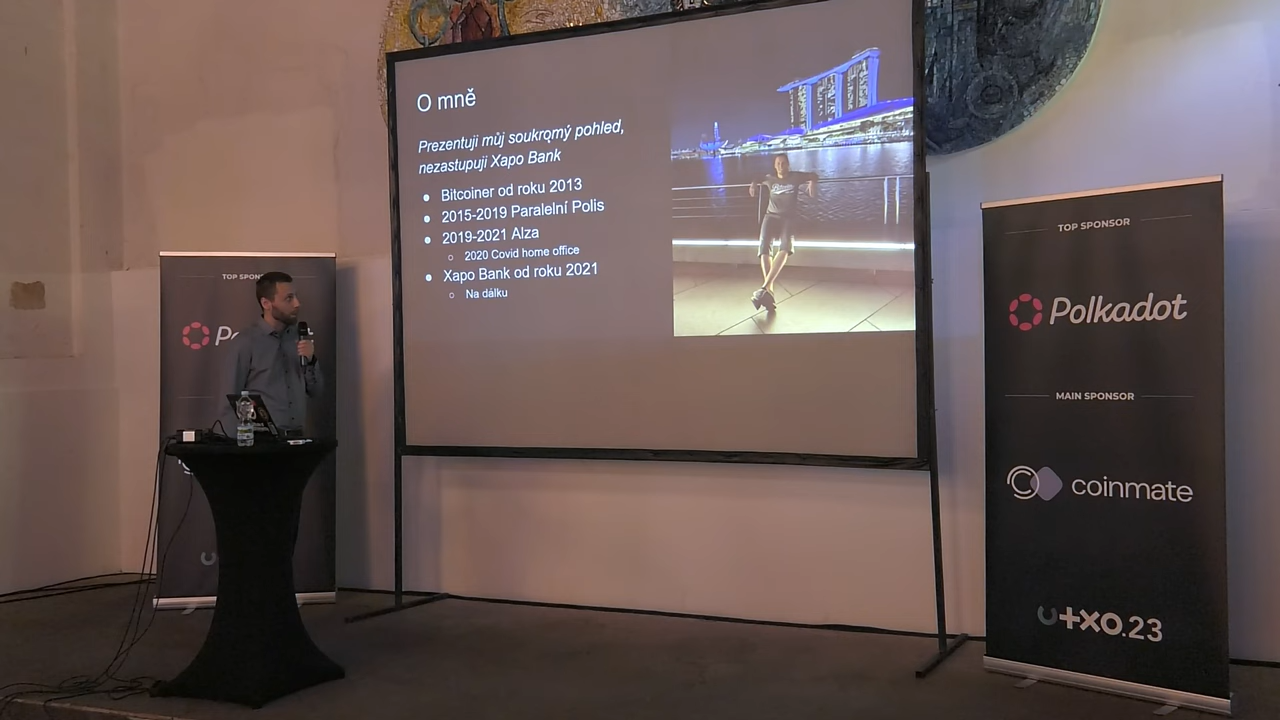 O mně
Prezentuji můj soukromý pohled,
nezastupuji Xapo Bank
Bitcoiner od roku 2013
2015-2019 Paralelní Polis
2019-2021 Alza
2020 Covid home office
Xapo Bank od roku 2021
Na dálku
TOP SPONSOR
Polkadot
MAIN SPONSOR
coinmate
utxo.23
TOP SPONS
Po